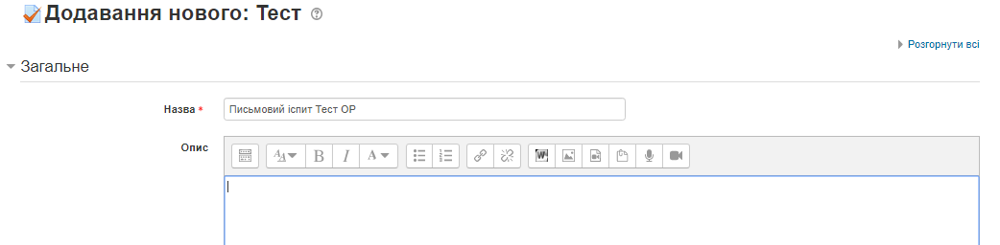 Додавання нового: Тест
Розгорнути всі
Загальне
Назва * Письмовий іспит Тест ОР
Опис